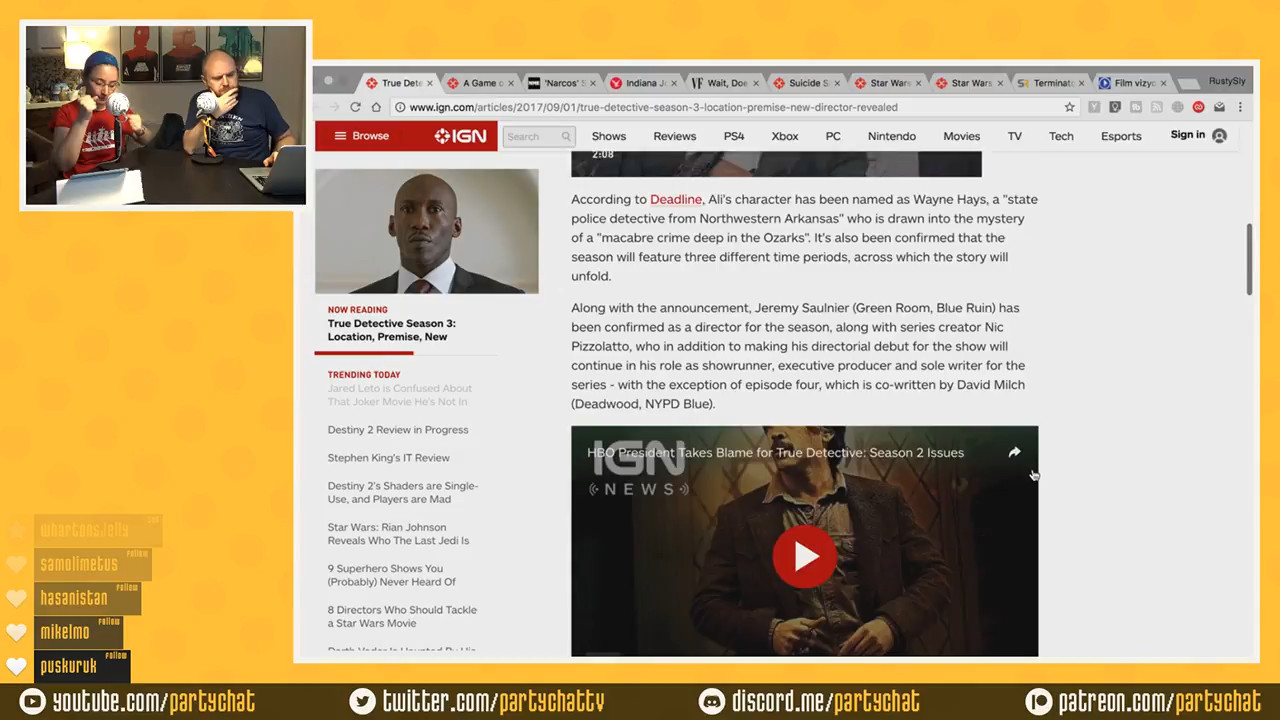 True Dete
A Game o
'Narcos' S
Indiana J
Wait, Doe
Suicide S
Star Wars
Star Wars
Terminato
Film vizyo
RustySly
www.ign.com/articles/2017/09/01/true-detective-season-3-location-premise-new-director-revealed
Browse
IGN
Search
Shows
Reviews
PS4
Xbox
PC
Nintendo
Movies
TV
Tech
Esports
Sign in
2:08
NOW READING
True Detective Season 3:
Location, Premise, New
TRENDING TODAY
Jared Leto is Confused About
That Joker Movie He's Not In
Destiny 2 Review in Progress
Stephen King's IT Review
Destiny 2's Shaders are Single-
Use, and Players are Mad
Star Wars: Rian Johnson
Reveals Who The Last Jedi Is
9 Superhero Shows You
(Probably) Never Heard Of
8 Directors Who Should Tackle
a Star Wars Movie
Darth Vader Is Haunted By His
According to Deadline, Ali's character has been named as Wayne Hays, a "state
police detective from Northwestern Arkansas" who is drawn into the mystery
of a "macabre crime deep in the Ozarks". It's also been confirmed that the
season will feature three different time periods, across which the story will
unfold.
Along with the announcement, Jeremy Saulnier (Green Room, Blue Ruin) has
been confirmed as a director for the season, along with series creator Nic
Pizzolatto, who in addition to making his directorial debut for the show will
continue in his role as showrunner, executive producer and sole writer for the
series - with the exception of episode four, which is co-written by David Milch
(Deadwood, NYPD Blue).
HBO President Takes Blame for True Detective: Season 2 Issues
IGN
NEWS
whartonsjelly
samolimetus Follow
hasanistan Follow
mikelmo Follow
puskuruk Follow
youtube.com/partychat
twitter.com/partychattv
discord.me/partychat
patreon.com/partychat